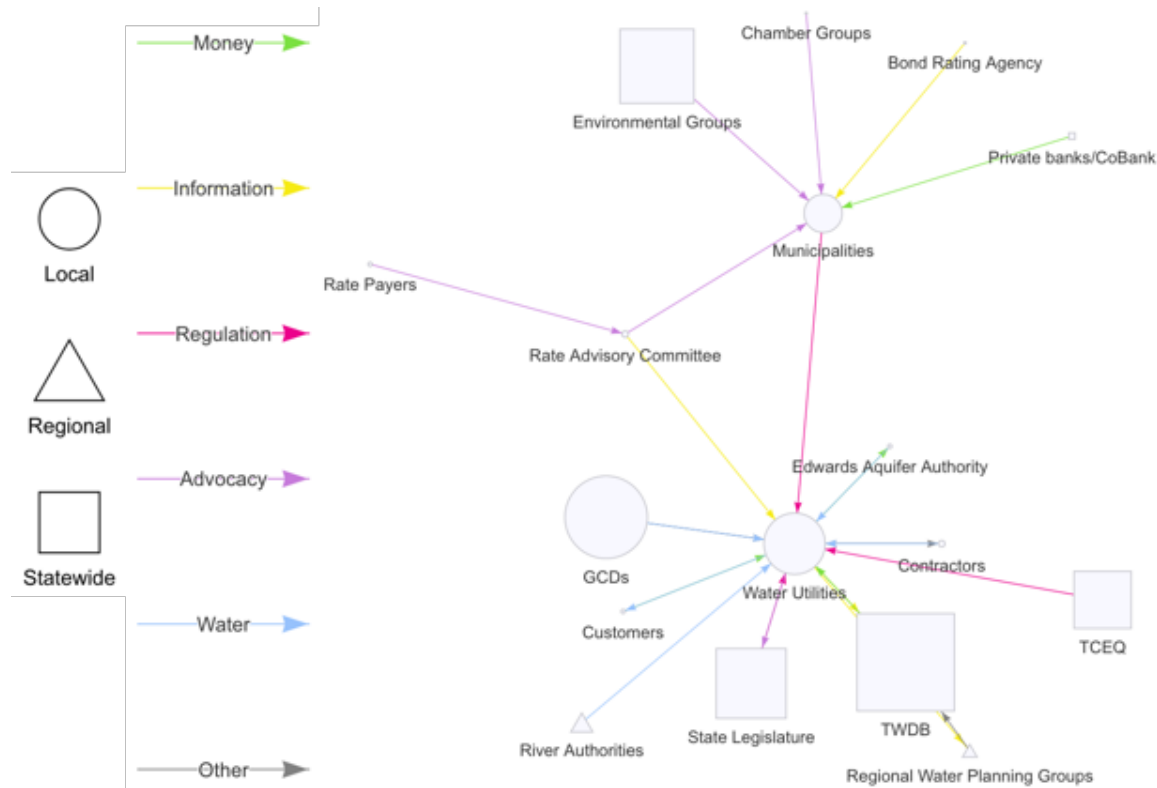 Money
Information
Local
Regulation
Regional
Advocacy
Statewide
Water
Other
Chamber Groups
Bond Rating Agency
Environmental Groups
Private banks/CoBank
Municipalities
Rate Payers
Rate Advisory Committee
Edwards Aquifer Authority
Contractors
GCDs
Water Utilities
Customers
TCEQ
TWDB
State Legislature
River Authorities
Regional Water Planning Groups